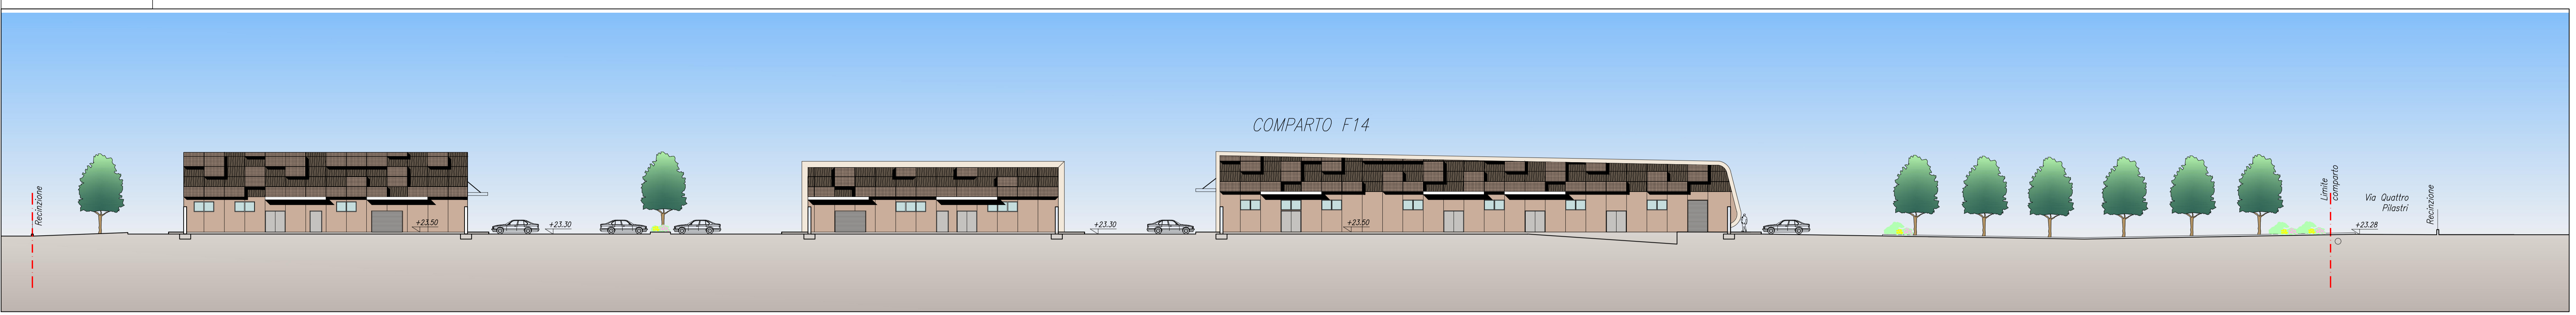 COMPARTO F14
Recinzione
+23.50
+23.30
+23.30
+23.50
Limite
comparto
Via Quattro
Pilastri
+23.28
Recinzione